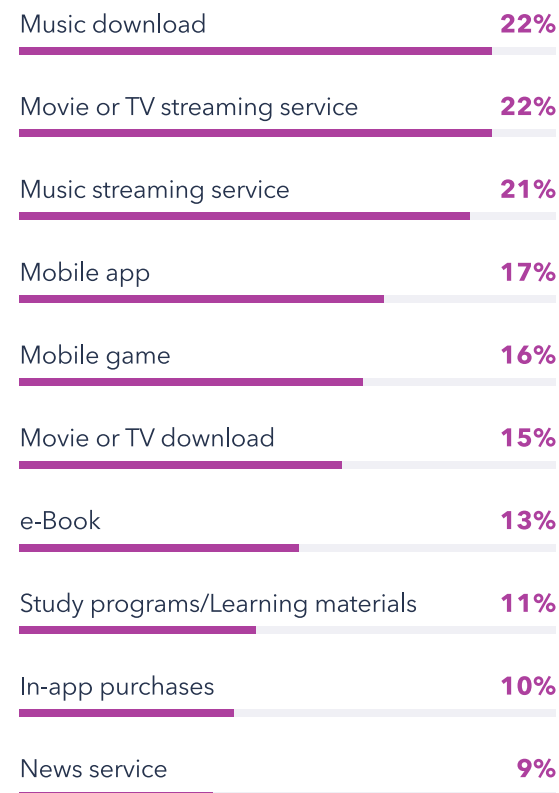 Music download 22%
Movie or TV streaming service 22%
Music streaming service 21%
Mobile app 17%
Mobile game 16%
Movie or TV download 15%
e-Book 13%
Study programs/Learning materials 11%
In-app purchases 10%
News service 9%